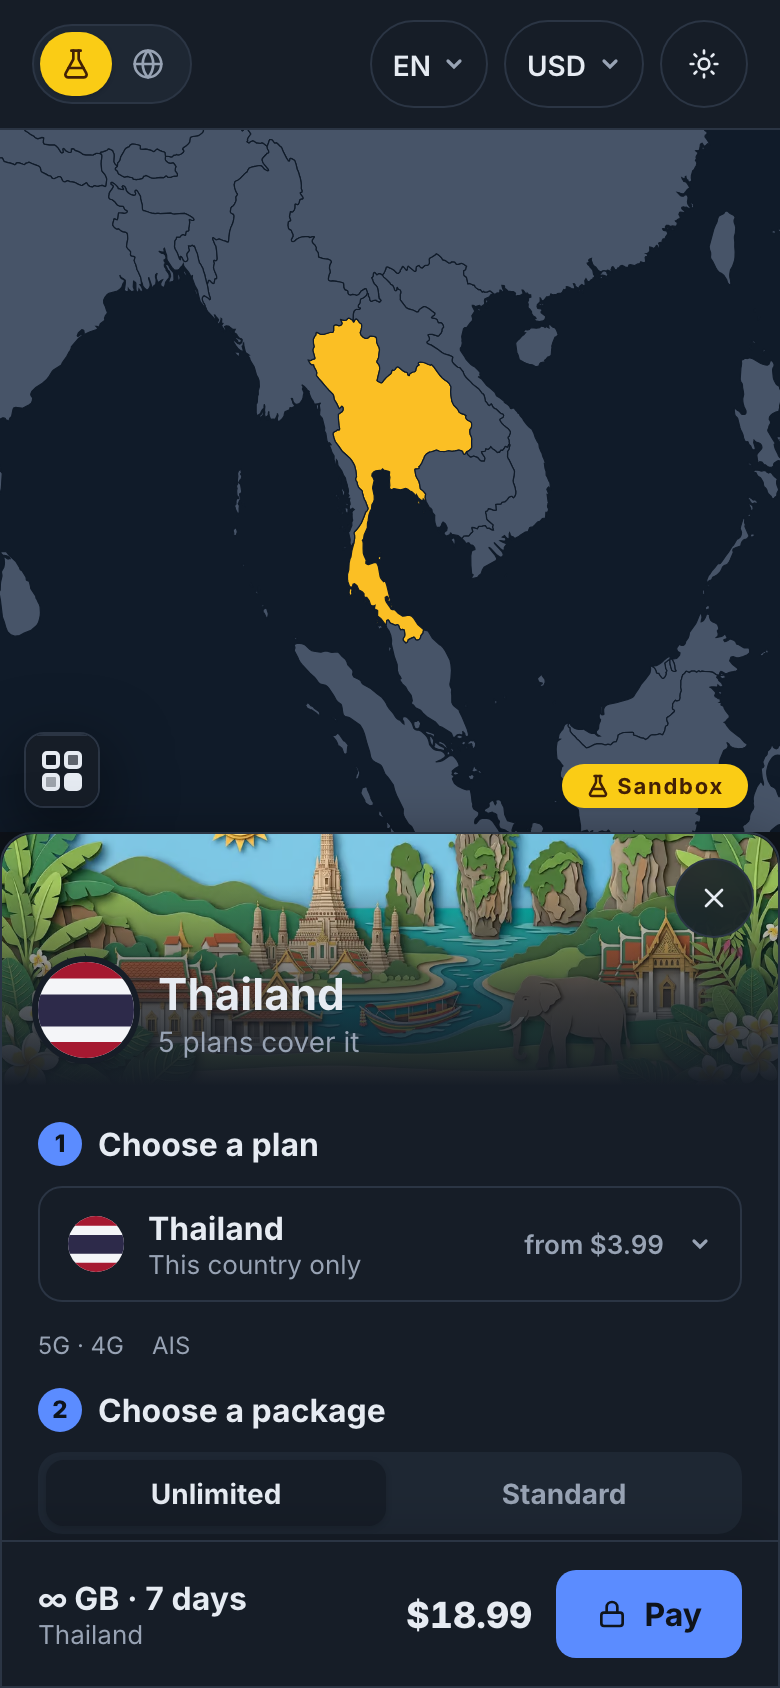 EN
USD
Sandbox
Thailand
5 plans cover it
1 Choose a plan
Thailand
This country only
from $3.99
5G · 4G AIS
2 Choose a package
Unlimited
Standard
∞ GB · 7 days
Thailand
$18.99
Pay